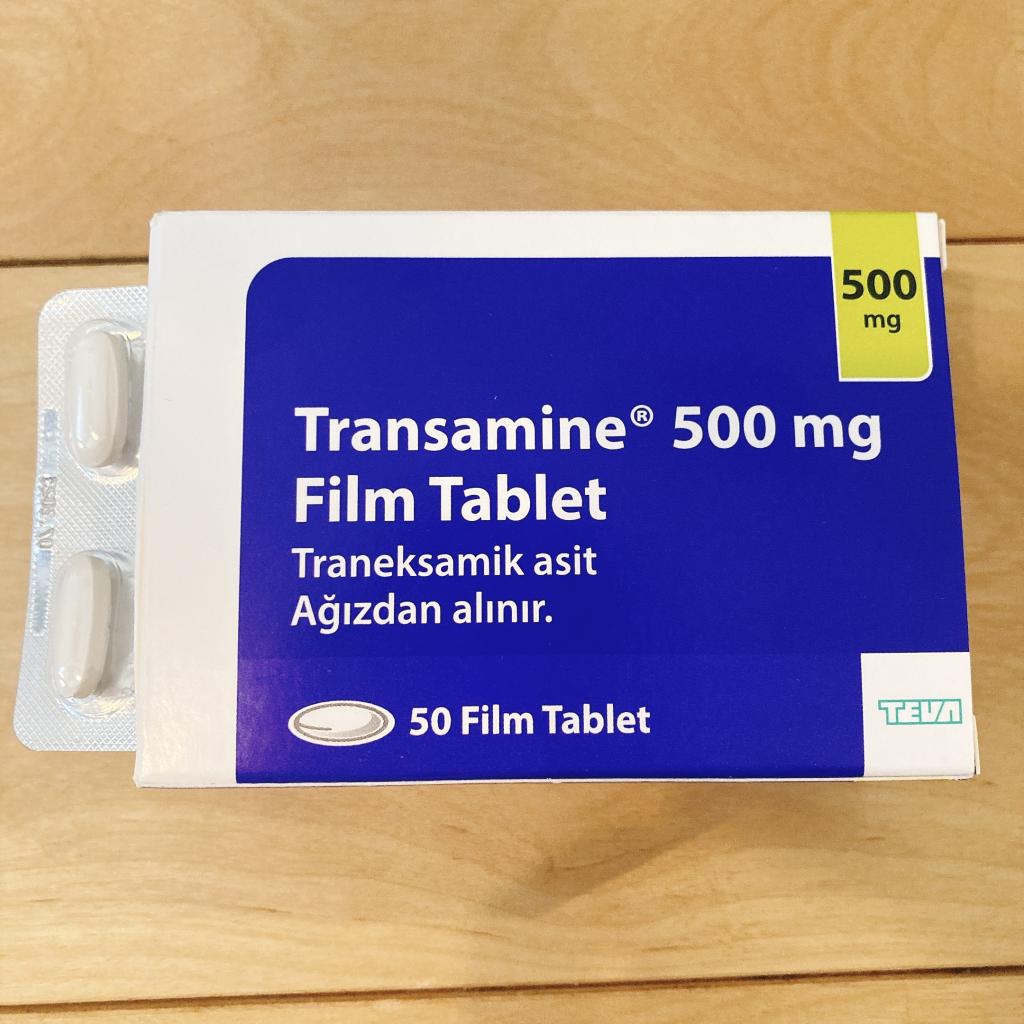 500
mg
Transamine® 500 mg
Film Tablet
Traneksamik asit
Ağızdan alınır.
50 Film Tablet
TEVA